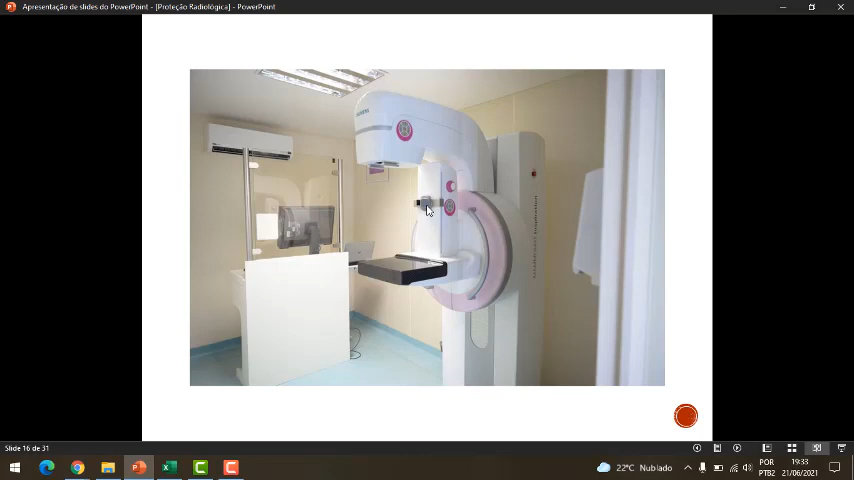 Apresentação de slides do PowerPoint - [Proteção Radiológica] - PowerPoint
Slide 16 de 31
22°C Nublado
POR
PTB2
19:33
21/06/2021